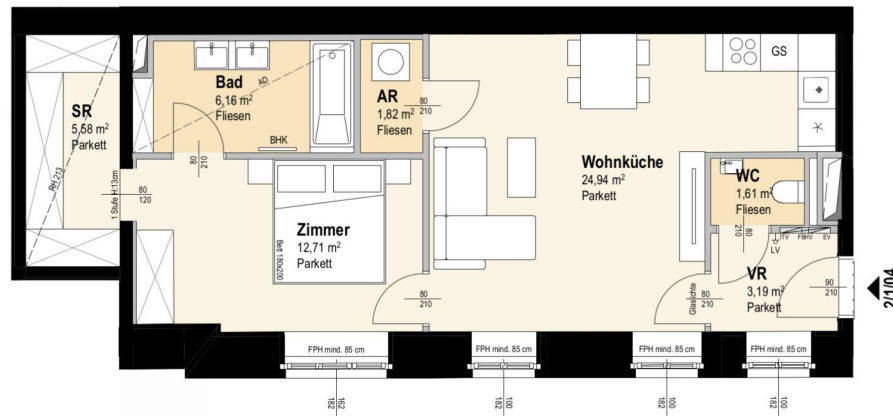 SR
5,58 m²
Parkett
RH 213
1 Stufe H:13cm
80
120
Bad
6,16 m²
Fliesen
AD
BHK
80
210
AR
1,82 m²
Fliesen
80
210
GS
Wohnküche
24,94 m²
Parkett
WC
1,61 m²
Fliesen
80
210
TV
FBHV
EV
LV
Zimmer
12,71 m²
Parkett
Bett 180x200
80
210
Glaslichte
80
210
VR
3,19 m²
Parkett
90
210
2/1/04
FPH mind. 85 cm
FPH mind. 85 cm
FPH mind. 85 cm
FPH mind. 85 cm
162
182
100
182
100
182
100
182